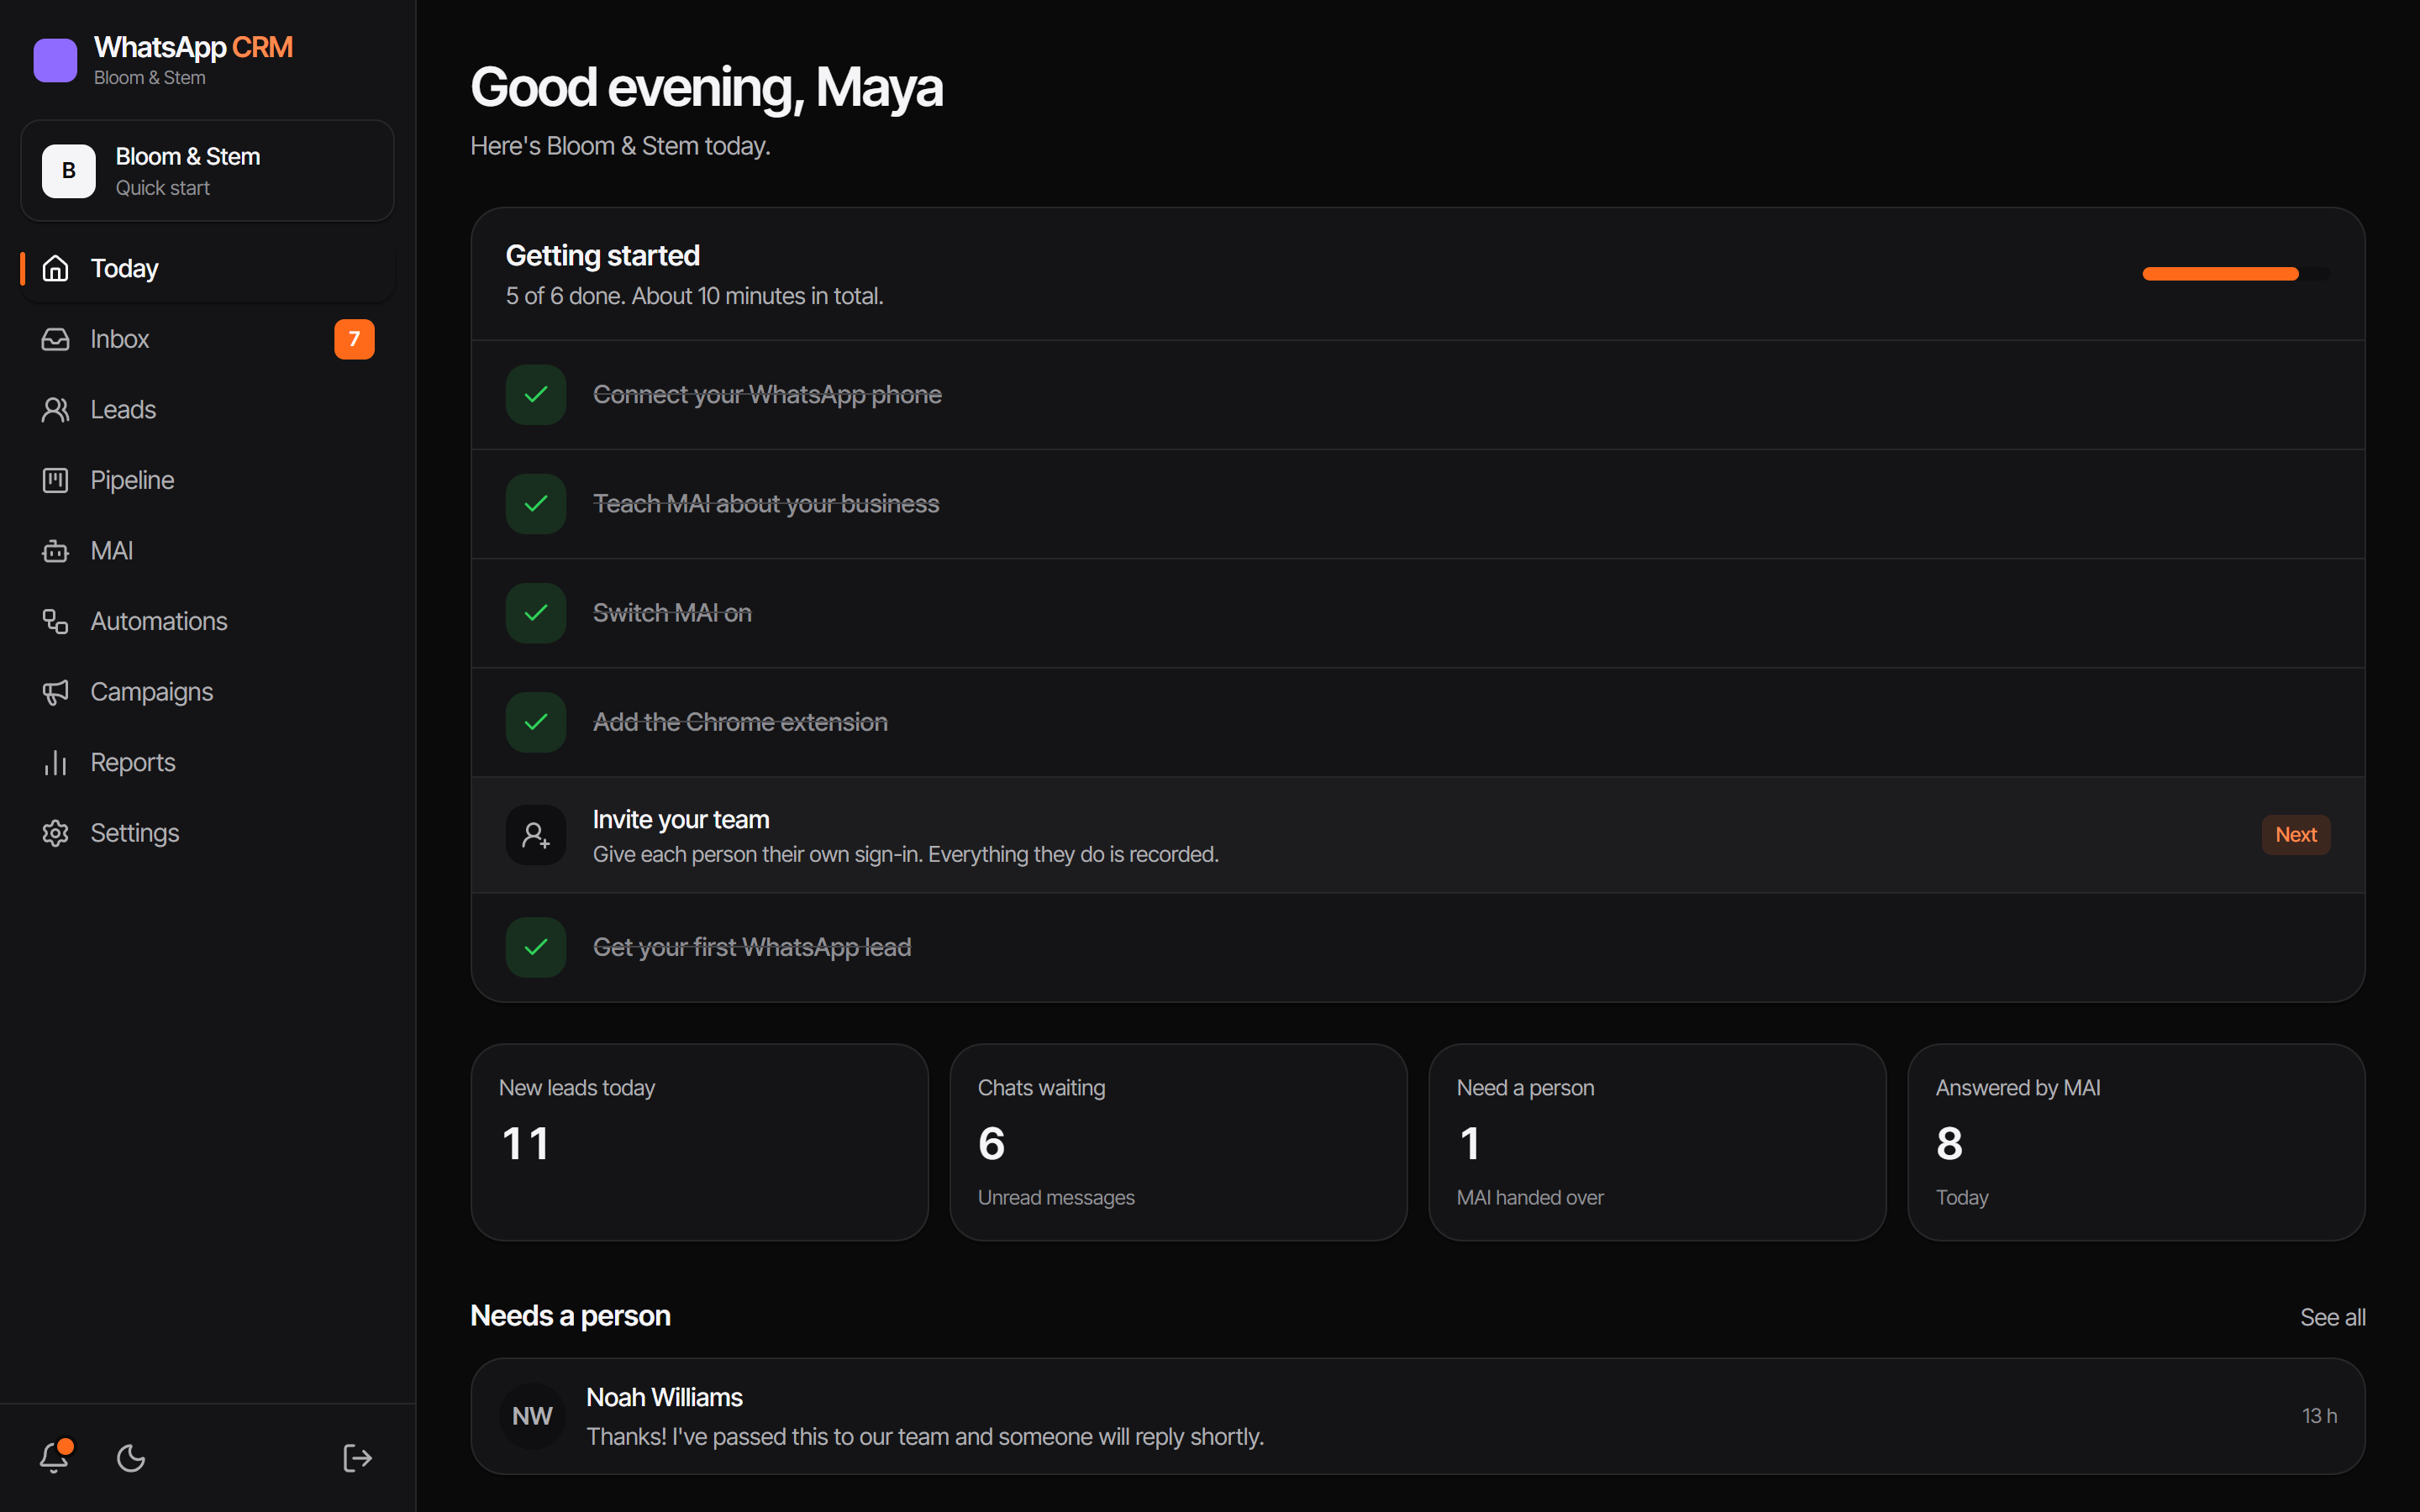 WhatsApp CRM
Bloom & Stem
B
Bloom & Stem
Quick start
Today
Inbox
7
Leads
Pipeline
MAI
Automations
Campaigns
Reports
Settings
Good evening, Maya
Here's Bloom & Stem today.
Getting started
5 of 6 done. About 10 minutes in total.
Connect your WhatsApp phone
Teach MAI about your business
Switch MAI on
Add the Chrome extension
Invite your team
Give each person their own sign-in. Everything they do is recorded.
Next
Get your first WhatsApp lead
New leads today
11
Chats waiting
6
Unread messages
Need a person
1
MAI handed over
Answered by MAI
8
Today
Needs a person
See all
NW
Noah Williams
Thanks! I've passed this to our team and someone will reply shortly.
13 h